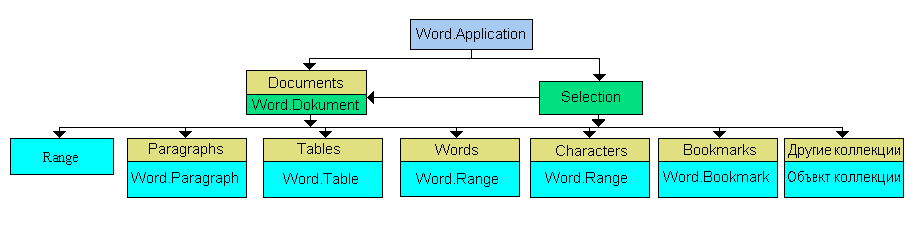 Word.Application
Documents
Word.Dokument
Selection
Range
Paragraphs
Word.Paragraph
Tables
Word.Table
Words
Word.Range
Characters
Word.Range
Bookmarks
Word.Bookmark
Другие коллекции
Объект коллекции